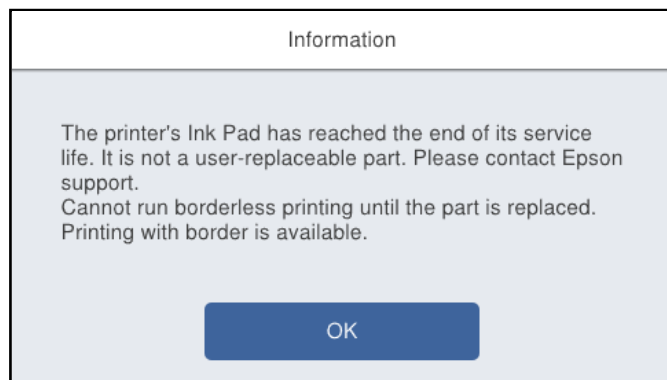 Information
The printer's Ink Pad has reached the end of its service
life. It is not a user-replaceable part. Please contact Epson
support.
Cannot run borderless printing until the part is replaced.
Printing with border is available.
OK